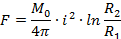 F = M₀/4π · i² · ln R₂/R₁